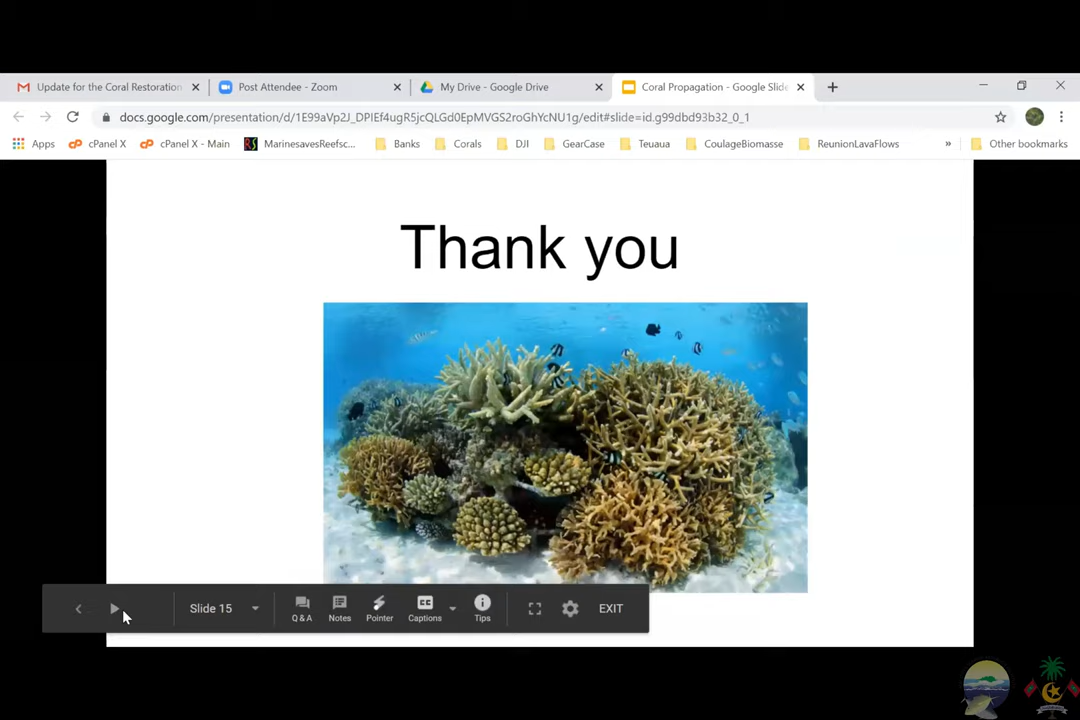 Update for the Coral Restoration
Post Attendee - Zoom
My Drive - Google Drive
Coral Propagation - Google Slide
docs.google.com/presentation/d/1E99aVp2J_DPIEf4ugR5jcQLGd0EpMVGS2roGhYcNU1g/edit#slide=id.g99dbd93b32_0_1
Apps
cPanel X
cPanel X - Main
MarinesavesReefsc...
Banks
Corals
DJI
GearCase
Teuaua
CoulageBiomasse
ReunionLavaFlows
»
Other bookmarks
Thank you
Slide 15
Q & A
Notes
Pointer
CC
Captions
Tips
EXIT